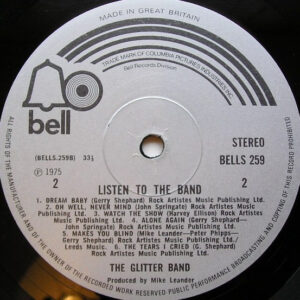 MADE IN GREAT BRITAIN
TRADE MARK OF COLUMBIA PICTURES INDUSTRIES INC.
Bell Records Division
bell
STEREO
(BELLS.259B) 33⅓
BELLS 259
℗ 1975
2
2
LISTEN TO THE BAND
1. DREAM BABY (Gerry Shephard) Rock Artistes Music Publishing Ltd.
2. OH WELL, NEVER MIND (John Springate) Rock Artistes Music
Publishing Ltd. 3. WATCH THE SHOW (Harvey Ellison) Rock Artistes
Music Publishing Ltd. 4. ALONE AGAIN (Gerry Shephard—
John Springate) Rock Artistes Music Publishing Ltd.
5. MAKES YOU BLIND (Mike Leander—Peter Phipps—
Gerry Shephard) Rock Artistes Music Publishing Ltd./
Leeds Music. 6. THE TEARS I CRIED (G. Shephard)
Rock Artistes Music Publishing Ltd.
THE GLITTER BAND
Produced by Mike Leander
ALL RIGHTS OF THE MANUFACTURER AND OF THE OWNER OF THE RECORDED WORK RESERVED UNAUTHORISED PUBLIC PERFORMANCE BROADCASTING AND COPYING OF THIS RECORD PROHIBITED